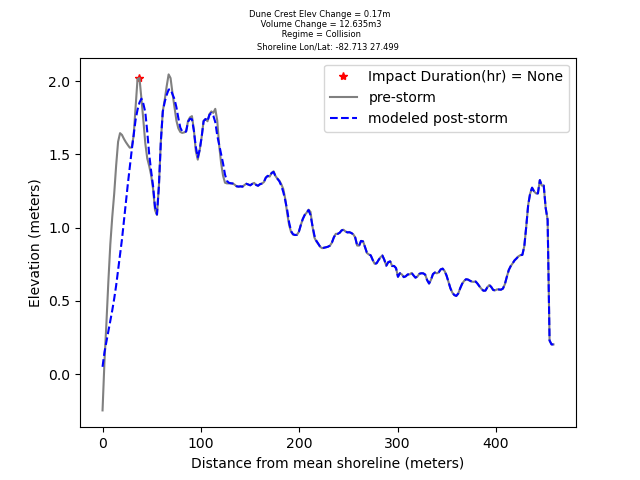 Dune Crest Elev Change = 0.17m
Volume Change = 12.635m3
Regime = Collision
Shoreline Lon/Lat: -82.713 27.499
Impact Duration(hr) = None
pre-storm
modeled post-storm
Elevation (meters)
2.0
1.5
1.0
0.5
0.0
0
100
200
300
400
Distance from mean shoreline (meters)